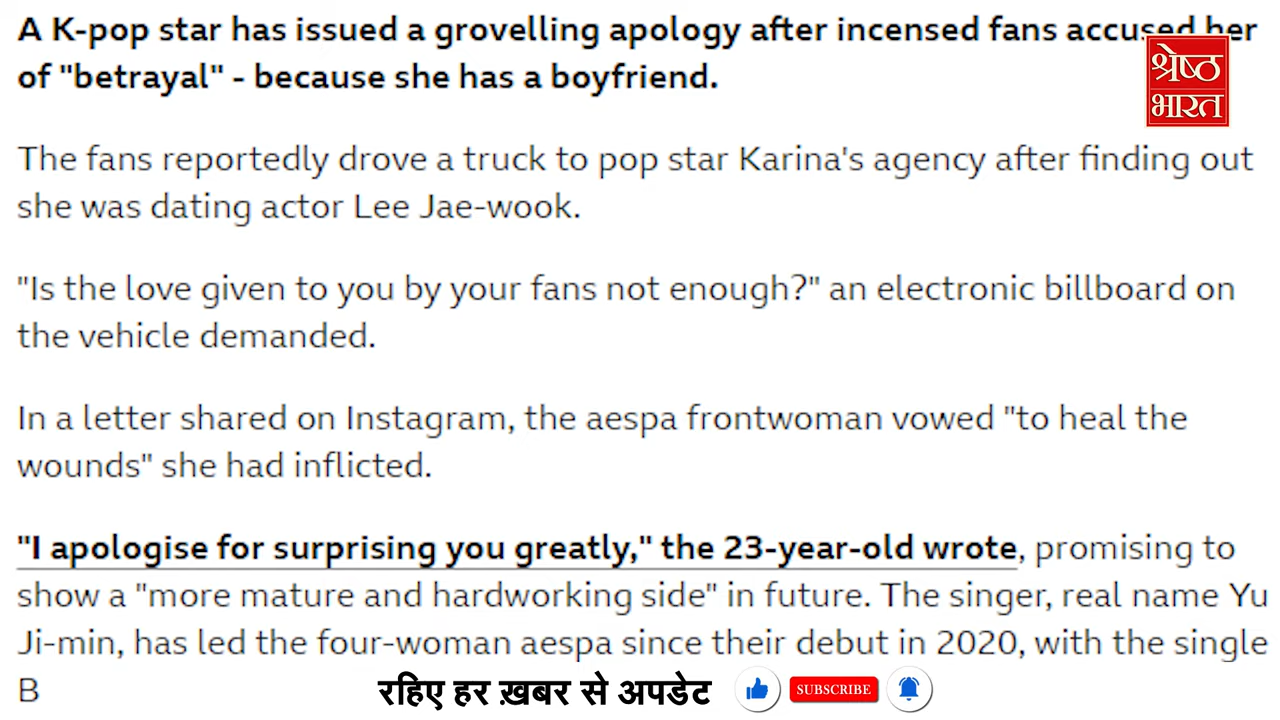 A K-pop star has issued a grovelling apology after incensed fans accused her
of "betrayal" - because she has a boyfriend.
श्रेष्ठ
भारत
The fans reportedly drove a truck to pop star Karina's agency after finding out
she was dating actor Lee Jae-wook.
"Is the love given to you by your fans not enough?" an electronic billboard on
the vehicle demanded.
In a letter shared on Instagram, the aespa frontwoman vowed "to heal the
wounds" she had inflicted.
"I apologise for surprising you greatly," the 23-year-old wrote, promising to
show a "more mature and hardworking side" in future. The singer, real name Yu
Ji-min, has led the four-woman aespa since their debut in 2020, with the single
B
रहिए हर ख़बर से अपडेट
SUBSCRIBE